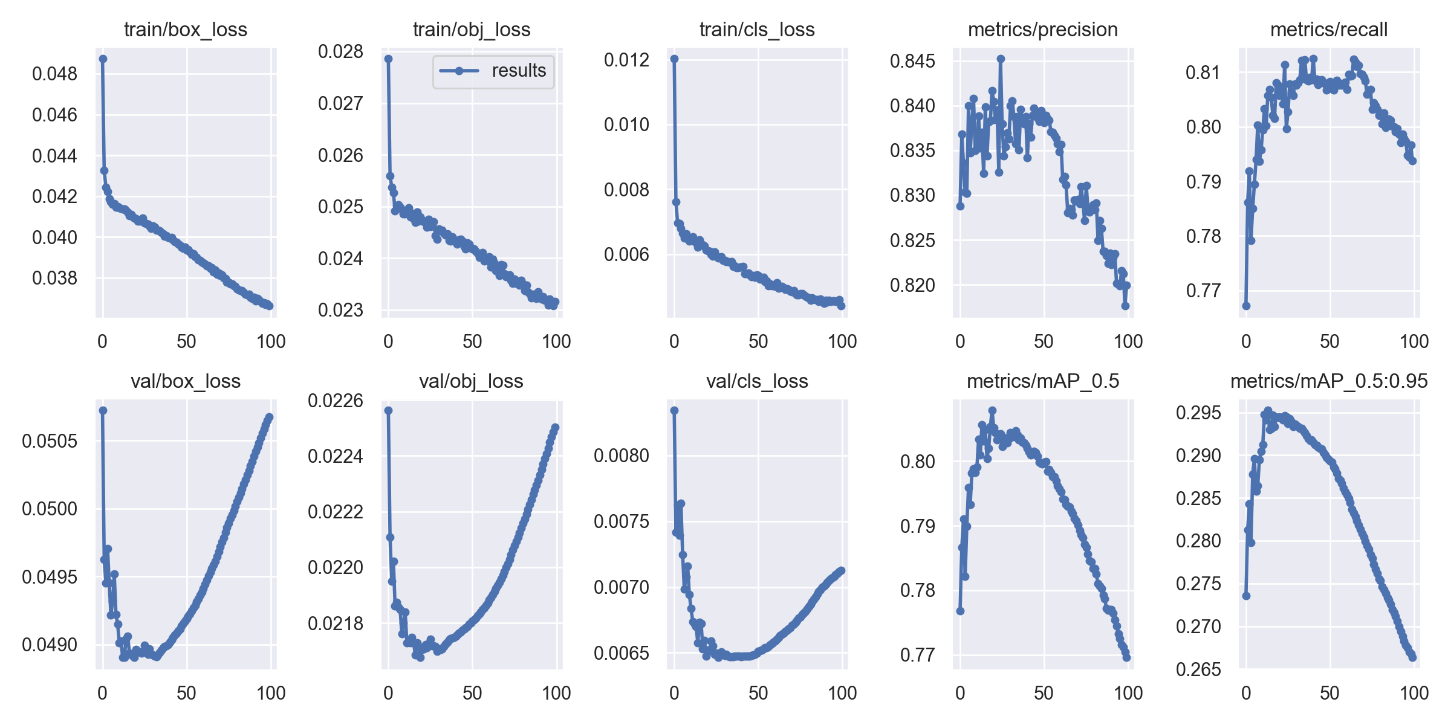 train/box_loss
0.048
0.046
0.044
0.042
0.040
0.038
0 50 100
train/obj_loss
results
0.028
0.027
0.026
0.025
0.024
0.023
0 50 100
train/cls_loss
0.012
0.010
0.008
0.006
0 50 100
metrics/precision
0.845
0.840
0.835
0.830
0.825
0.820
0 50 100
metrics/recall
0.81
0.80
0.79
0.78
0.77
0 50 100
val/box_loss
0.0505
0.0500
0.0495
0.0490
0 50 100
val/obj_loss
0.0226
0.0224
0.0222
0.0220
0.0218
0 50 100
val/cls_loss
0.0080
0.0075
0.0070
0.0065
0 50 100
metrics/mAP_0.5
0.80
0.79
0.78
0.77
0 50 100
metrics/mAP_0.5:0.95
0.295
0.290
0.285
0.280
0.275
0.270
0.265
0 50 100